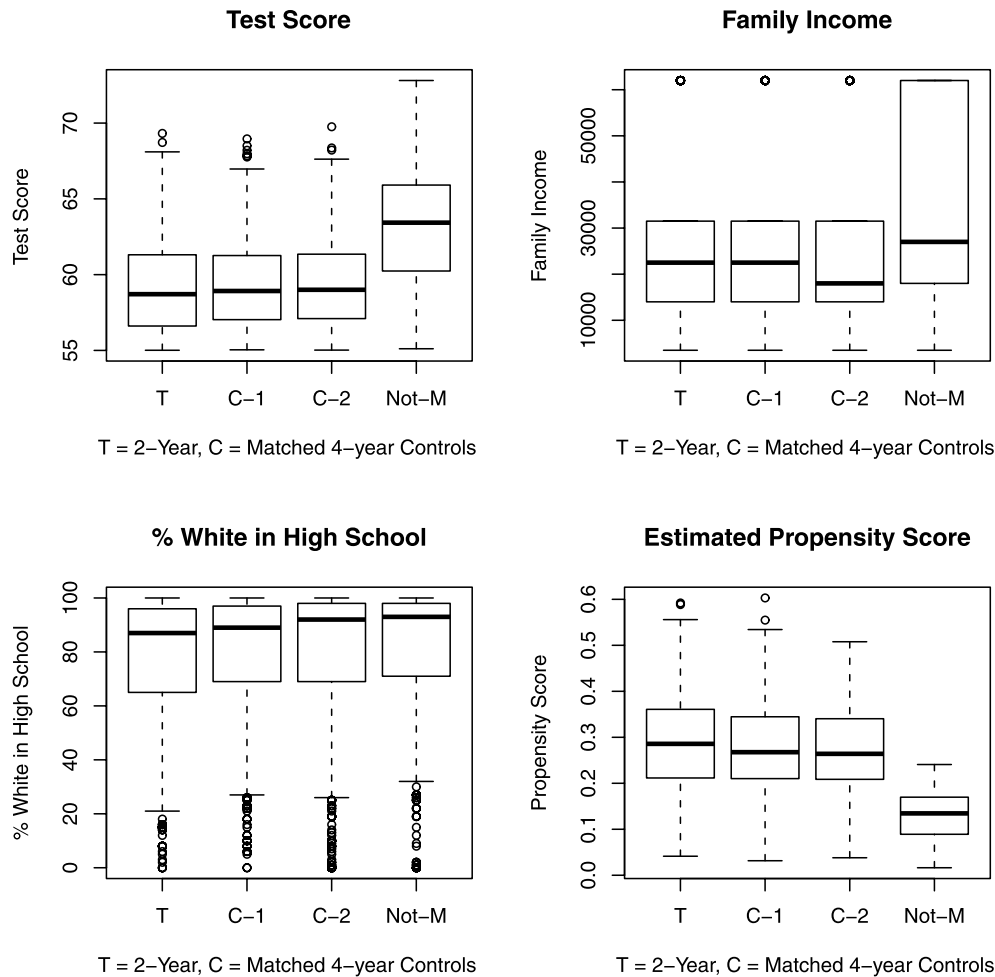 Test Score
Test Score
70
65
60
55
T C−1 C−2 Not−M
T = 2−Year, C = Matched 4−year Controls
Family Income
Family Income
50000
30000
10000
T C−1 C−2 Not−M
T = 2−Year, C = Matched 4−year Controls
% White in High School
% White in High School
100
80
60
40
20
0
T C−1 C−2 Not−M
T = 2−Year, C = Matched 4−year Controls
Estimated Propensity Score
Propensity Score
0.6
0.5
0.4
0.3
0.2
0.1
0.0
T C−1 C−2 Not−M
T = 2−Year, C = Matched 4−year Controls